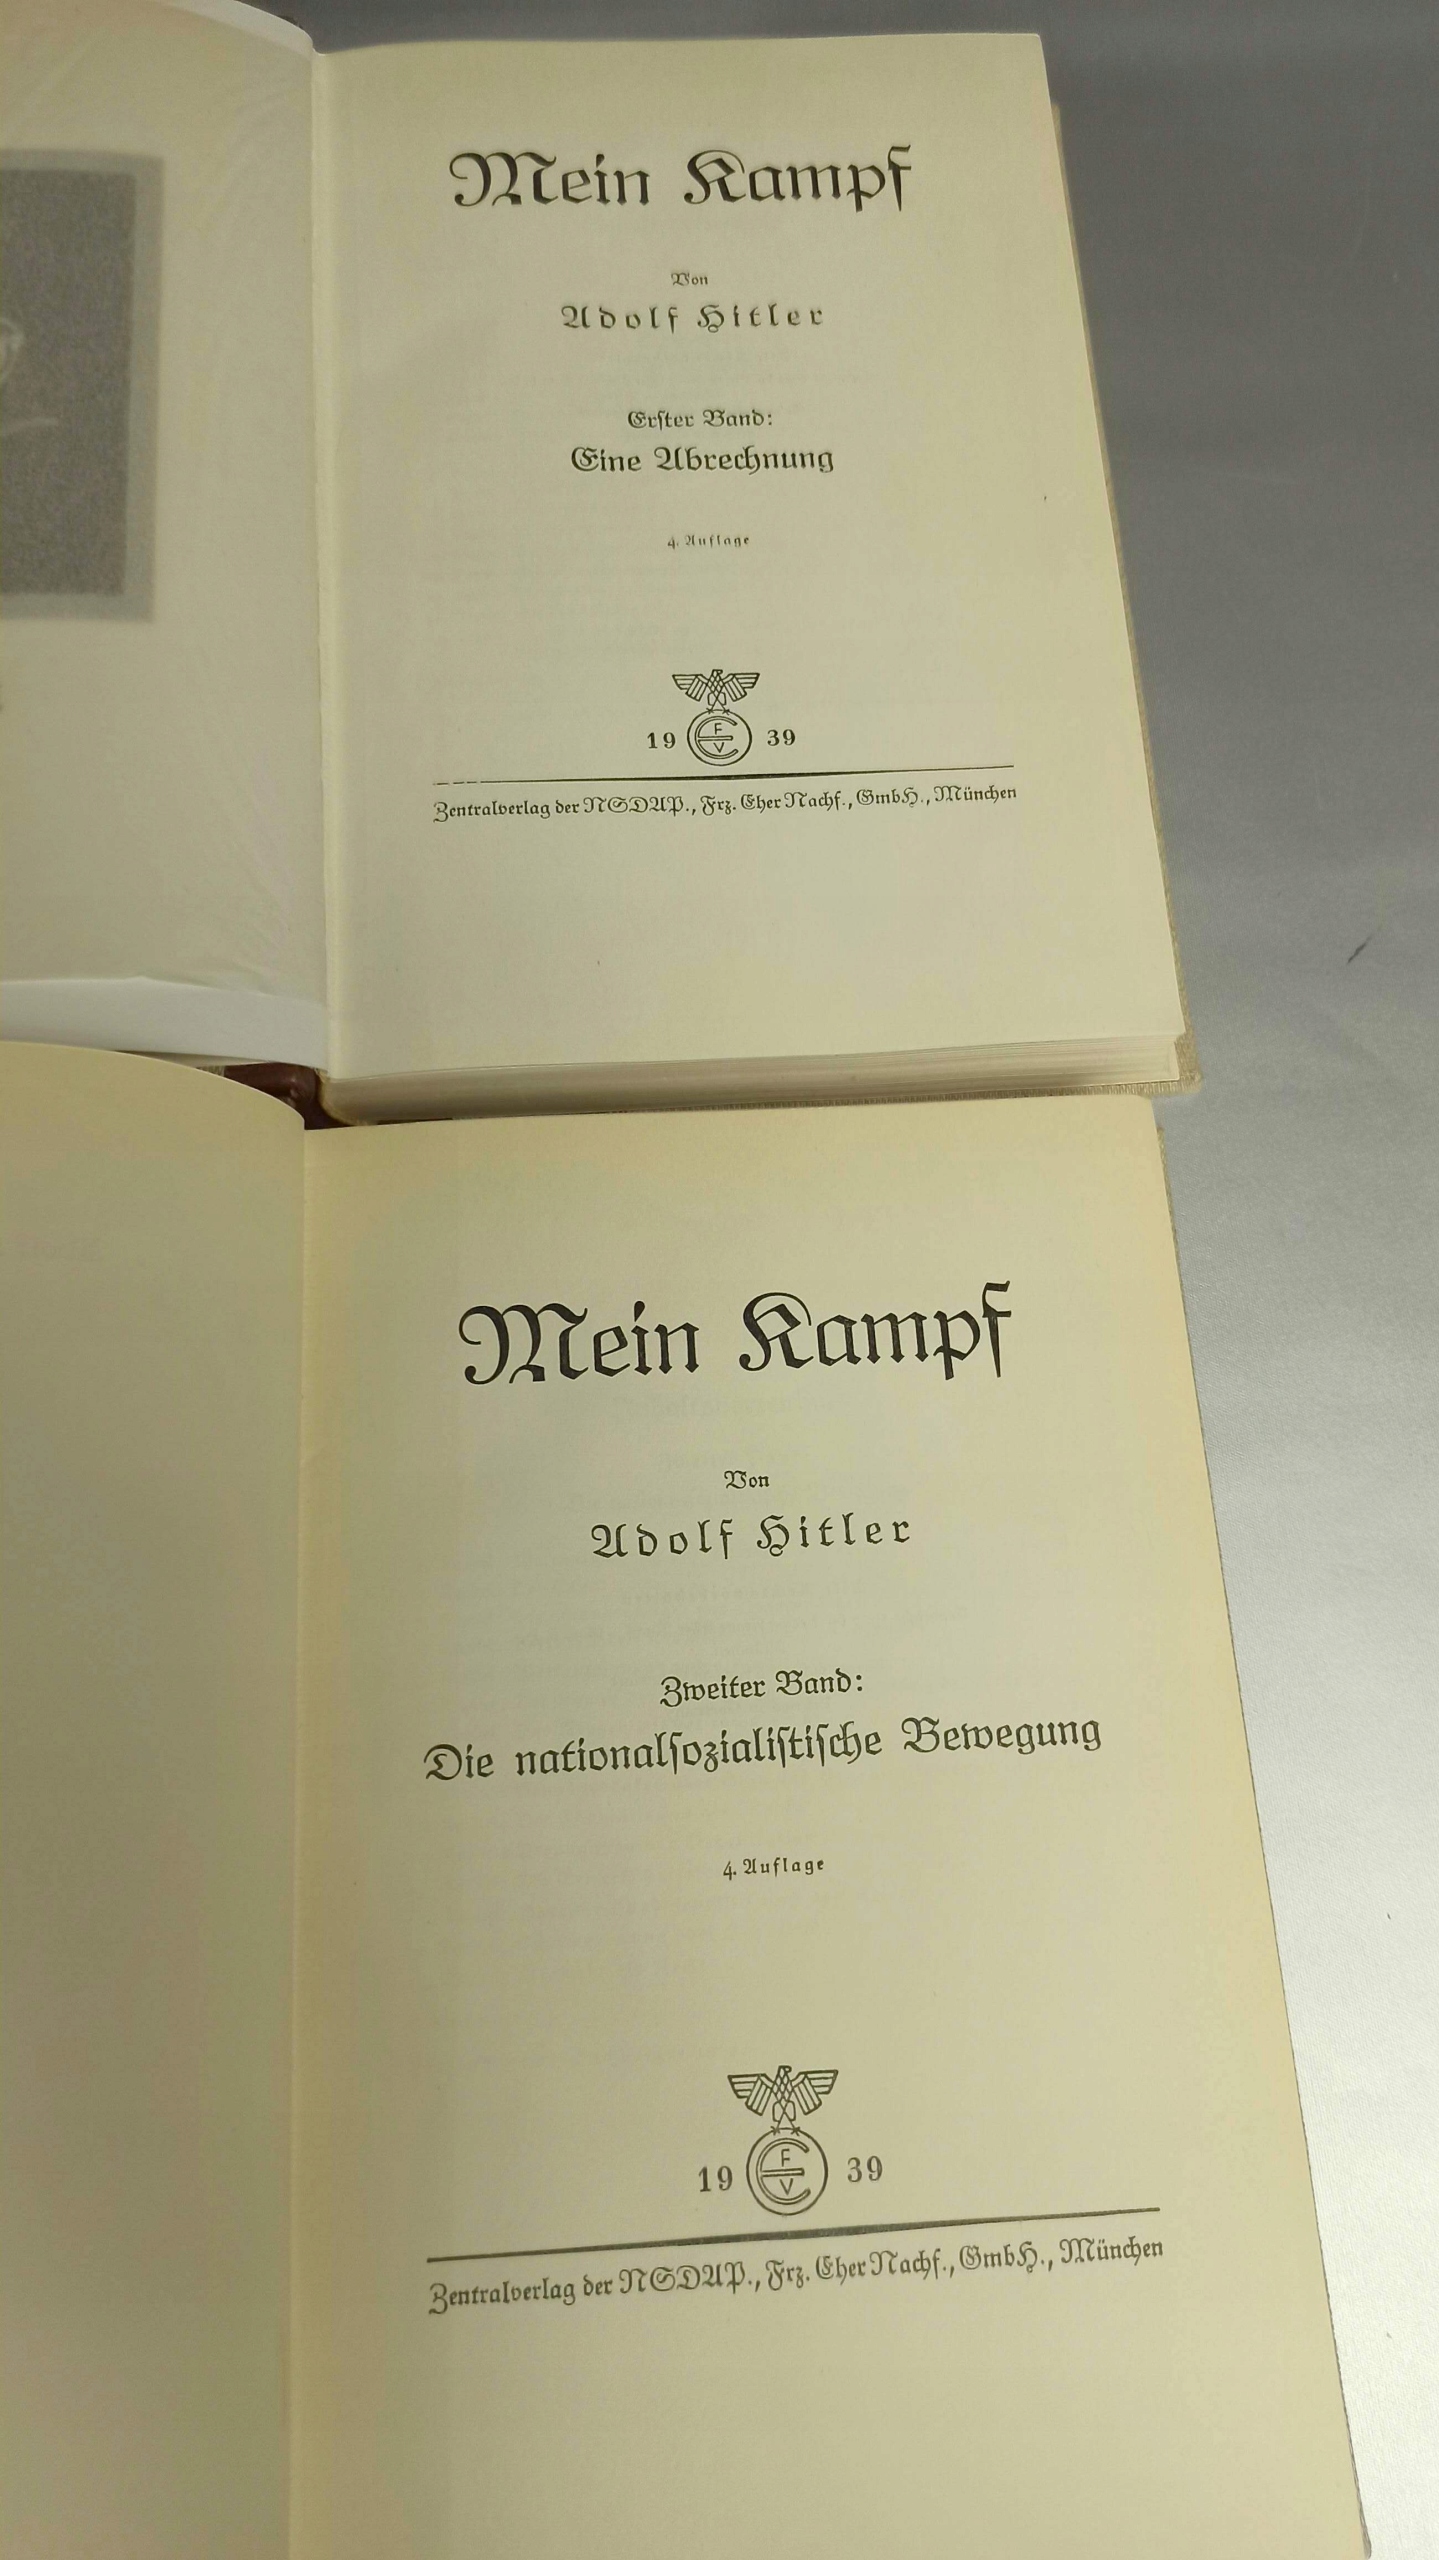 Mein Kampf
Von
Adolf Hitler
Erſter Band:
Eine Abrechnung
4. Auflage
19 F E V 39
Zentralverlag der NSDAP., Frz. Eher Nachf., GmbH., München
Mein Kampf
Von
Adolf Hitler
Zweiter Band:
Die nationalſozialiſtiſche Bewegung
4. Auflage
19 F E V 39
Zentralverlag der NSDAP., Frz. Eher Nachf., GmbH., München